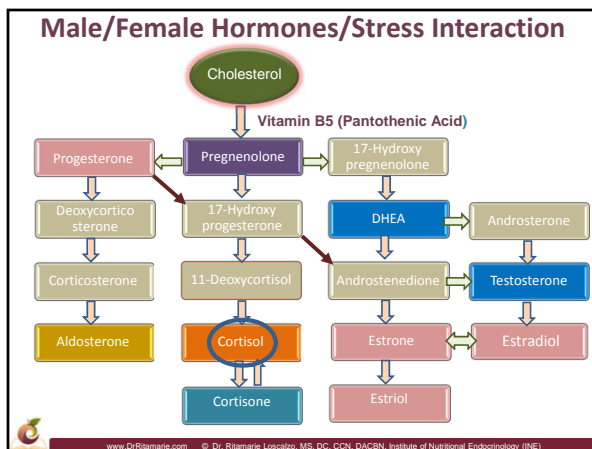 Male/Female Hormones/Stress Interaction
Cholesterol
Vitamin B5 (Pantothenic Acid)
Progesterone
Pregnenolone
17-Hydroxy
pregnenolone
Deoxycortico
sterone
17-Hydroxy
progesterone
DHEA
Androsterone
Corticosterone
11-Deoxycortisol
Androstenedione
Testosterone
Aldosterone
Cortisol
Estrone
Estradiol
Cortisone
Estriol
www.DrRitamarie.com © Dr. Ritamarie Loscalzo, MS, DC, CCN, DACBN, Institute of Nutritional Endocrinology (INE)